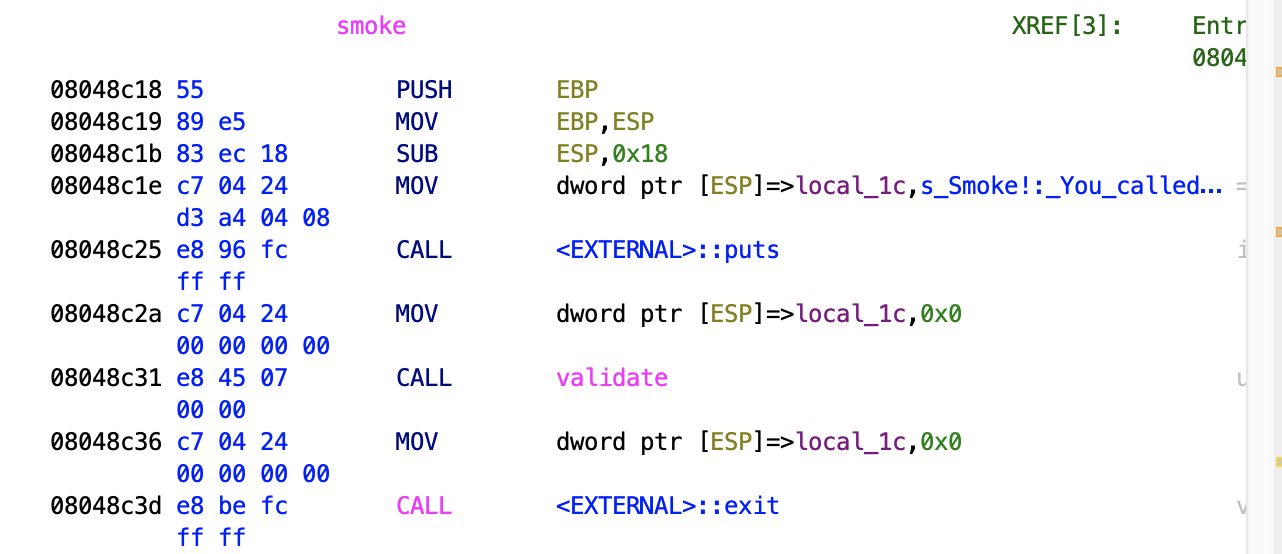 smoke XREF[3]: Entr
0804
08048c18 55 PUSH EBP
08048c19 89 e5 MOV EBP,ESP
08048c1b 83 ec 18 SUB ESP,0x18
08048c1e c7 04 24 MOV dword ptr [ESP]=>local_1c,s_Smoke!:_You_called... =
d3 a4 04 08
08048c25 e8 96 fc CALL <EXTERNAL>::puts i
ff ff
08048c2a c7 04 24 MOV dword ptr [ESP]=>local_1c,0x0
00 00 00 00
08048c31 e8 45 07 CALL validate u
00 00
08048c36 c7 04 24 MOV dword ptr [ESP]=>local_1c,0x0
00 00 00 00
08048c3d e8 be fc CALL <EXTERNAL>::exit v
ff ff